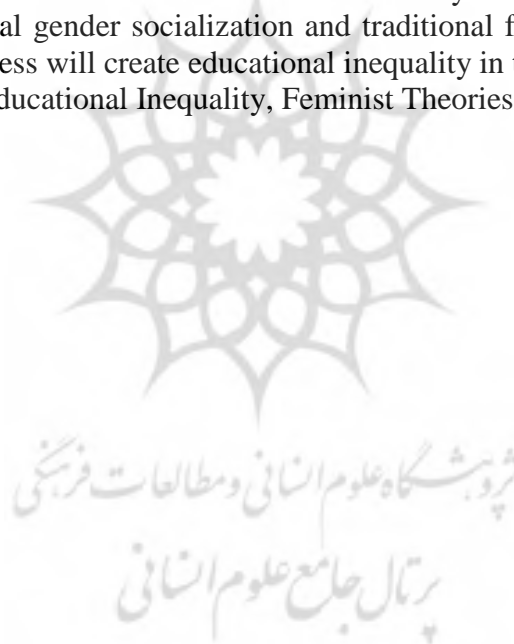 al gender socialization and traditional f
ess will create educational inequality in t
ducational Inequality, Feminist Theories
پژوهشگاه علوم انسانی و مطالعات فرهنگی
پرتال جامع علوم انسانی